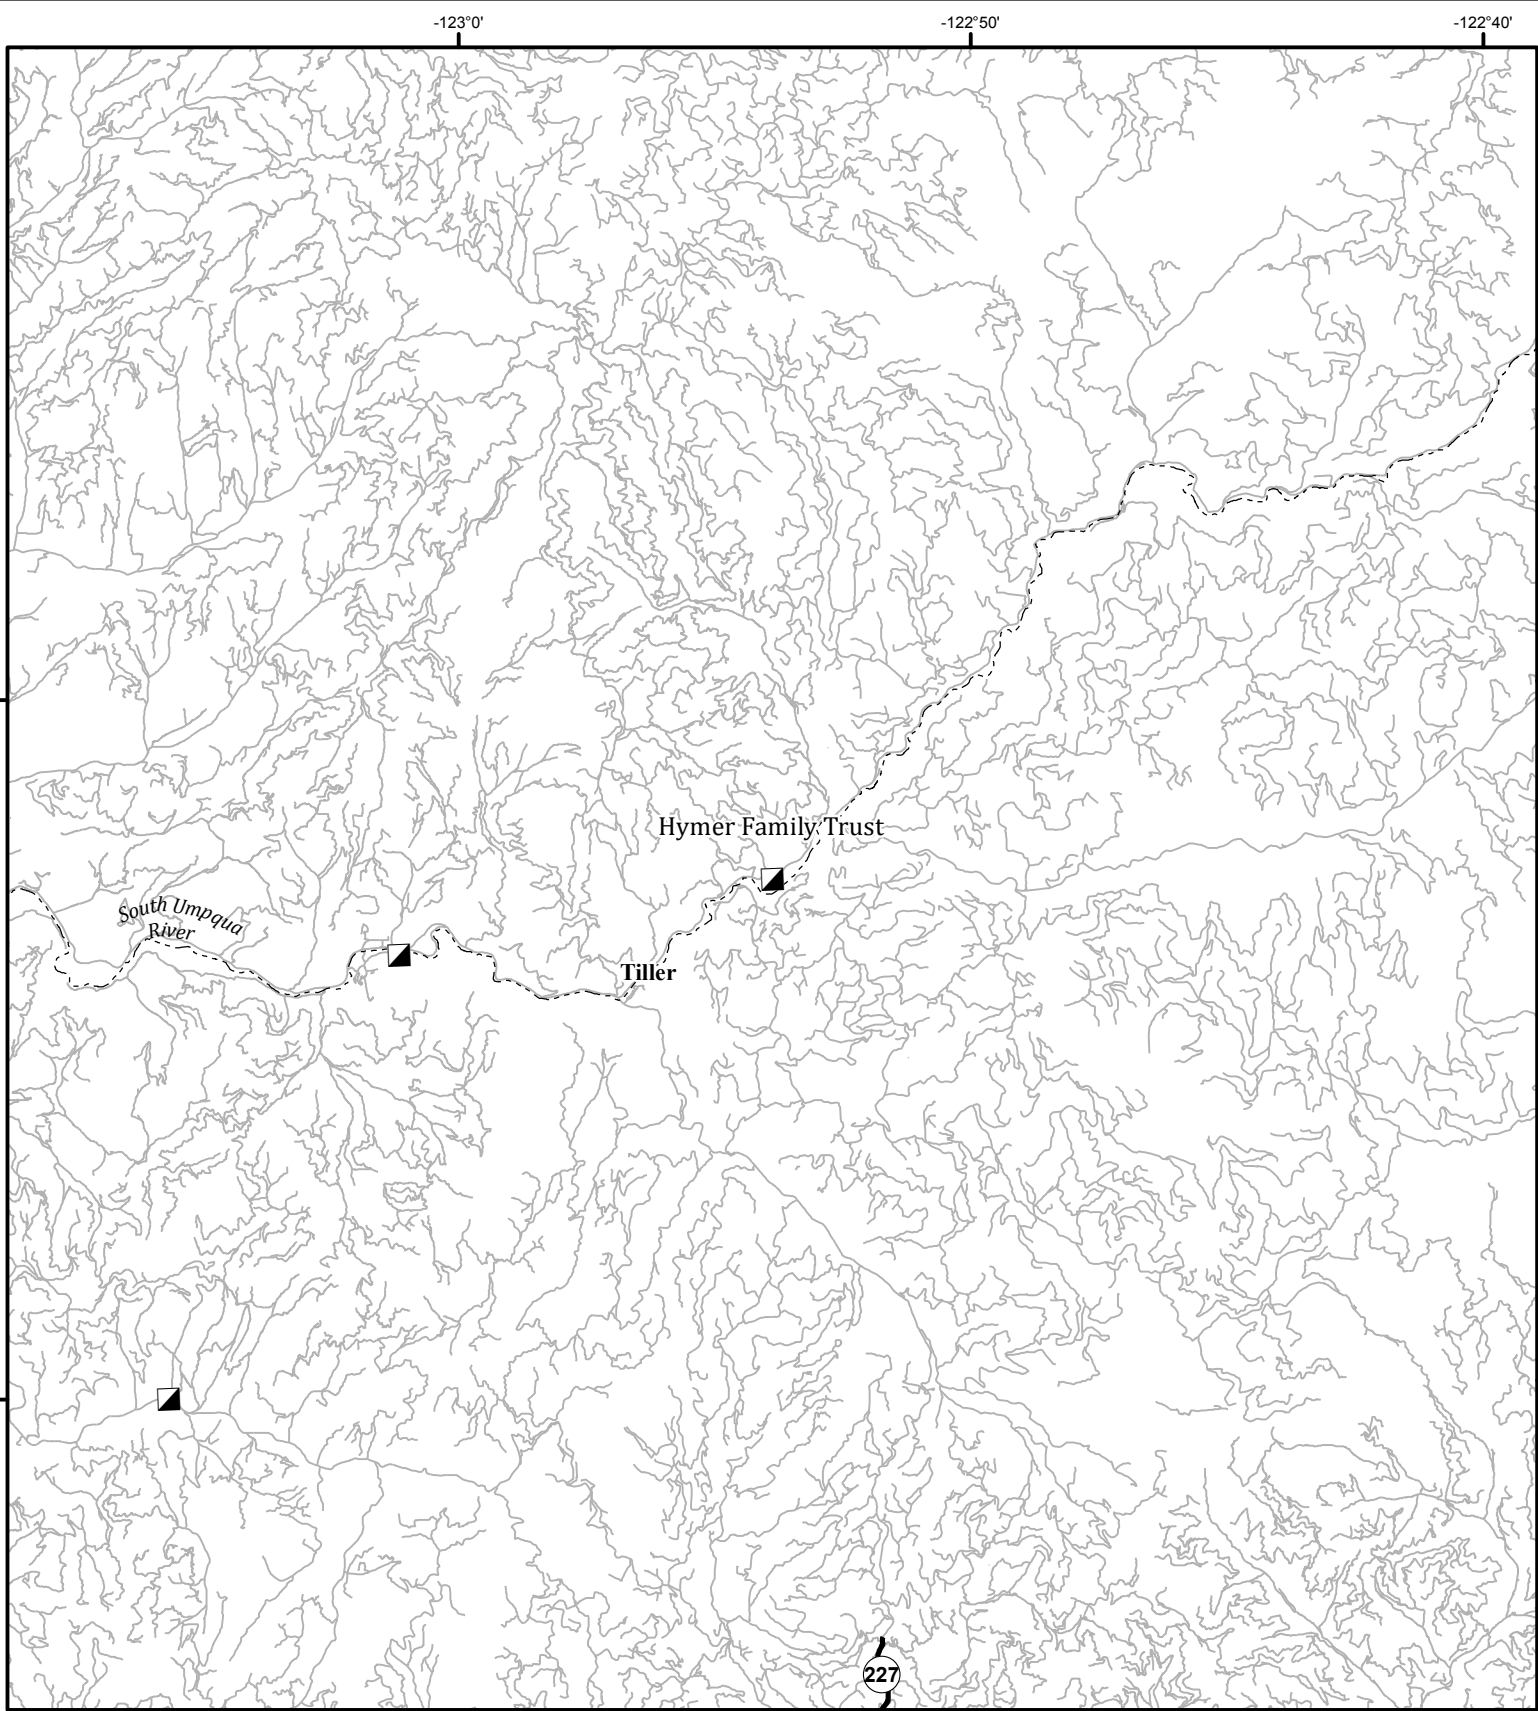 -123°0'
-122°50'
-122°40'
Hymer Family Trust
South Umpqua
River
Tiller
227